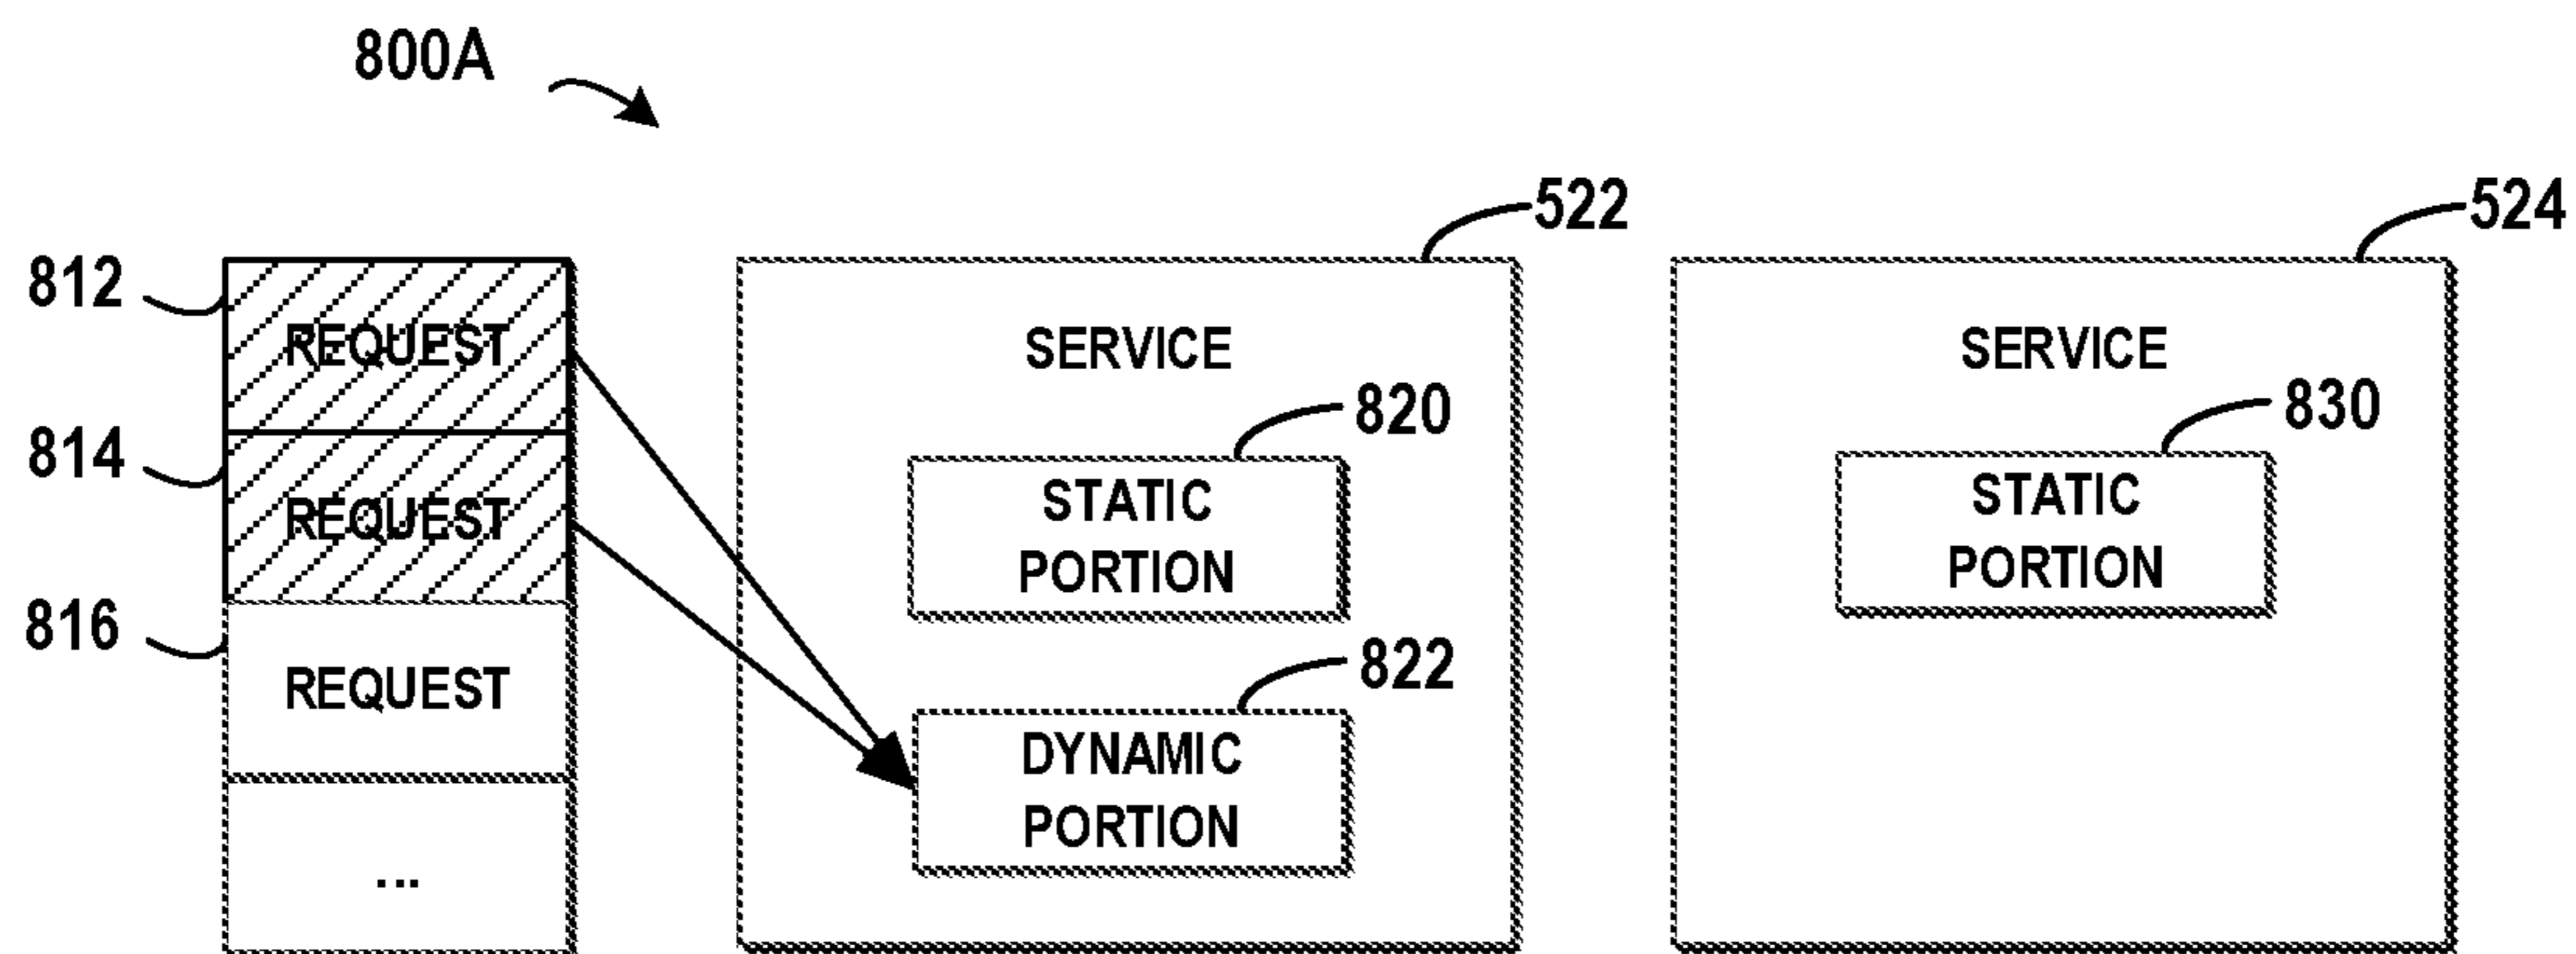 800A
522
524
812
REQUEST
SERVICE
SERVICE
820
830
814
REQUEST
STATIC
PORTION
STATIC
PORTION
816
REQUEST
822
DYNAMIC
PORTION
...